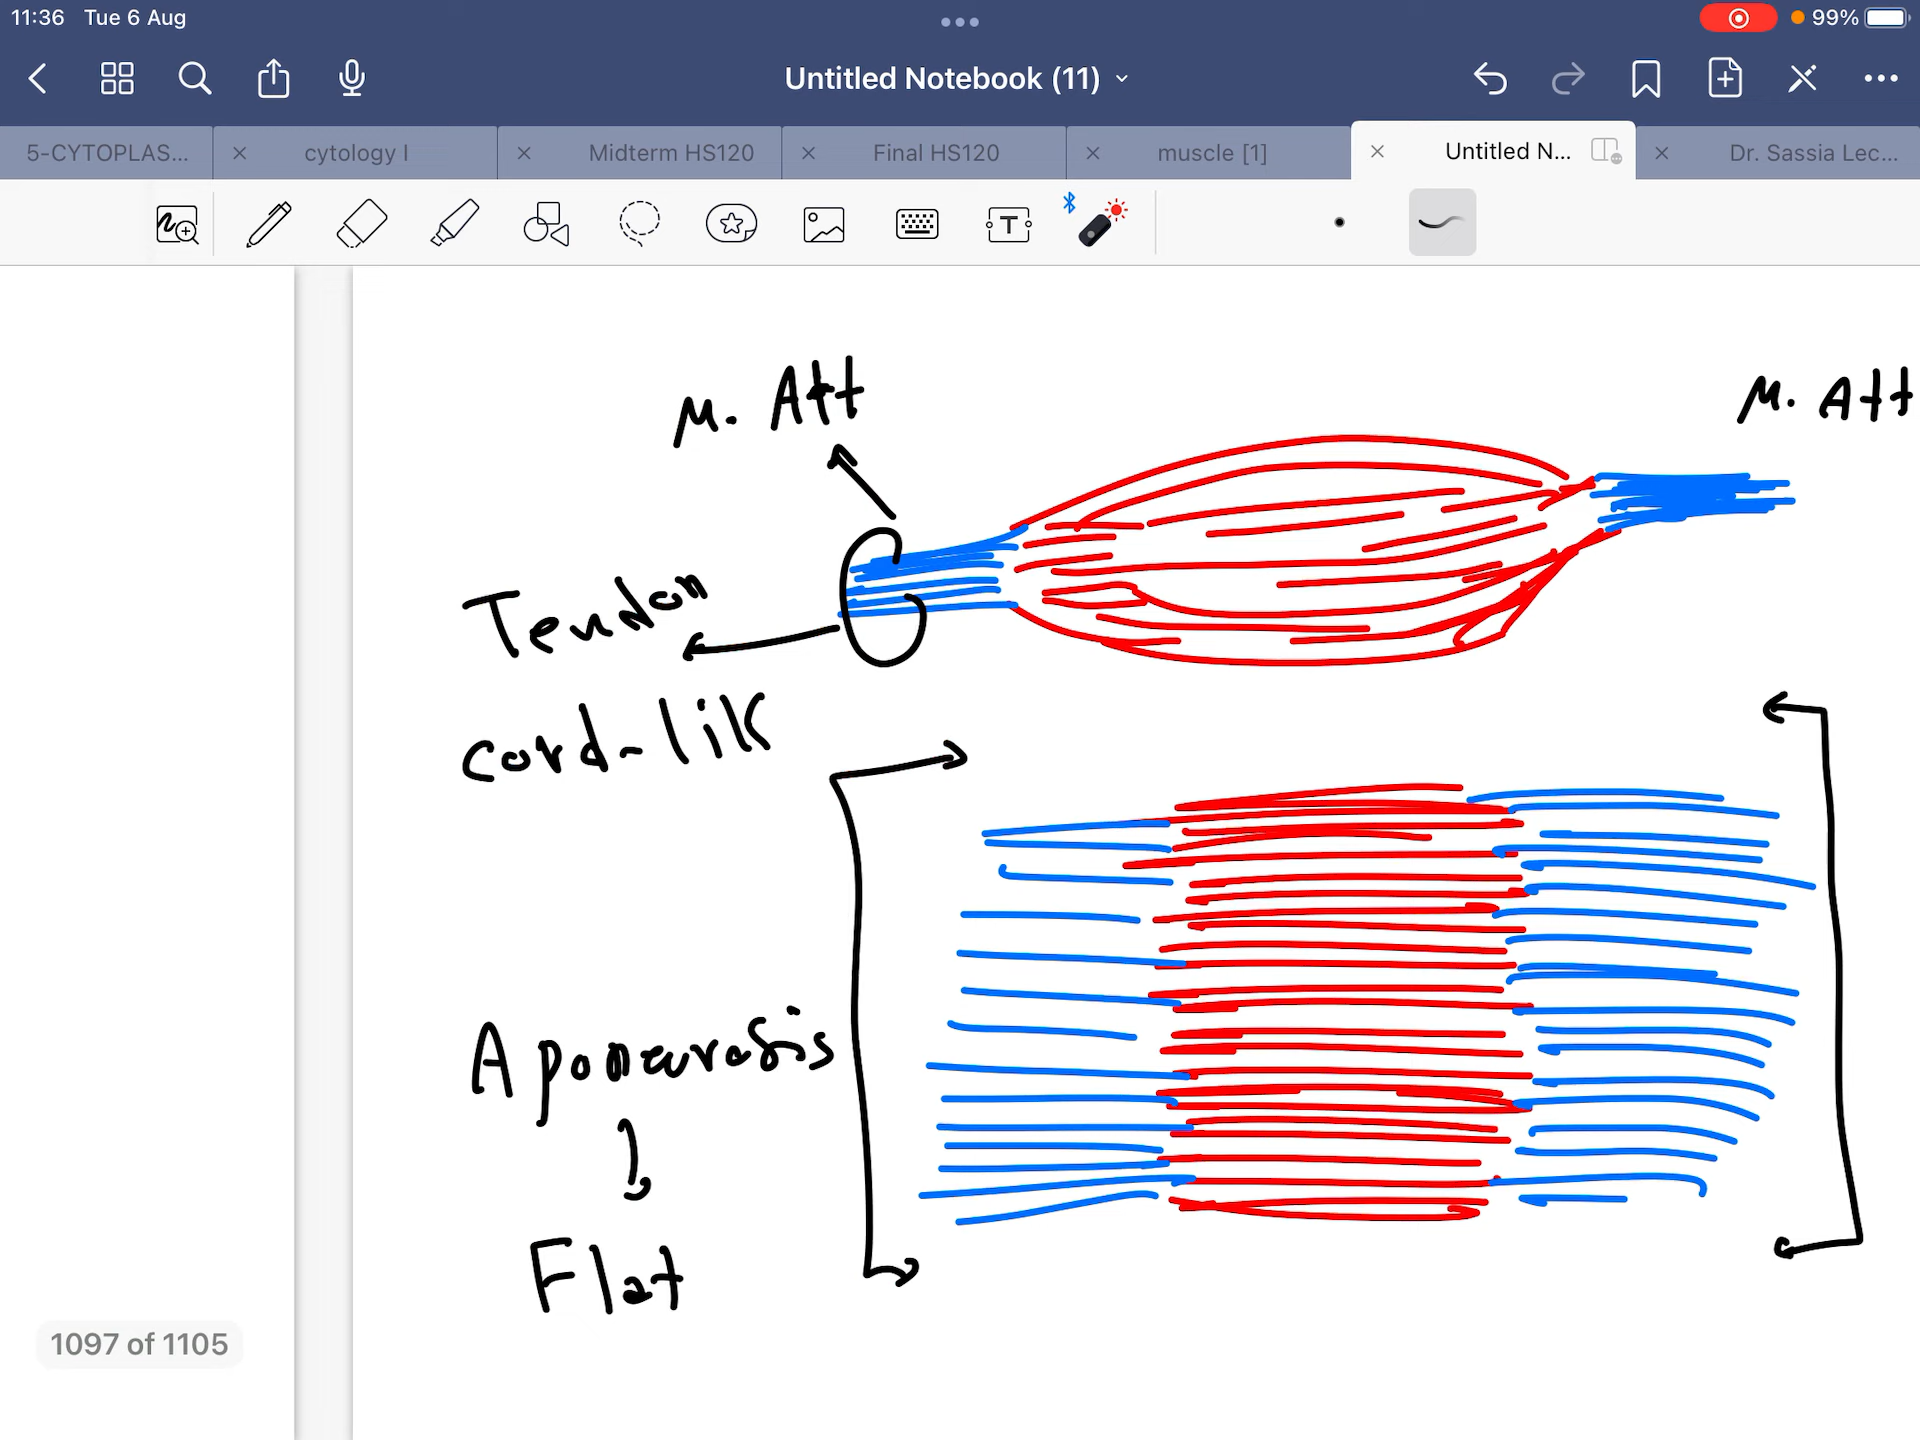 11:36 Tue 6 Aug
99%
Untitled Notebook (11)
5-CYTOPLAS...
cytology I
Midterm HS120
Final HS120
muscle [1]
Untitled N...
Dr. Sassia Lec...
M. Att
M. Att
Tendon
cord-lik
Aponeurosis
Flat
1097 of 1105